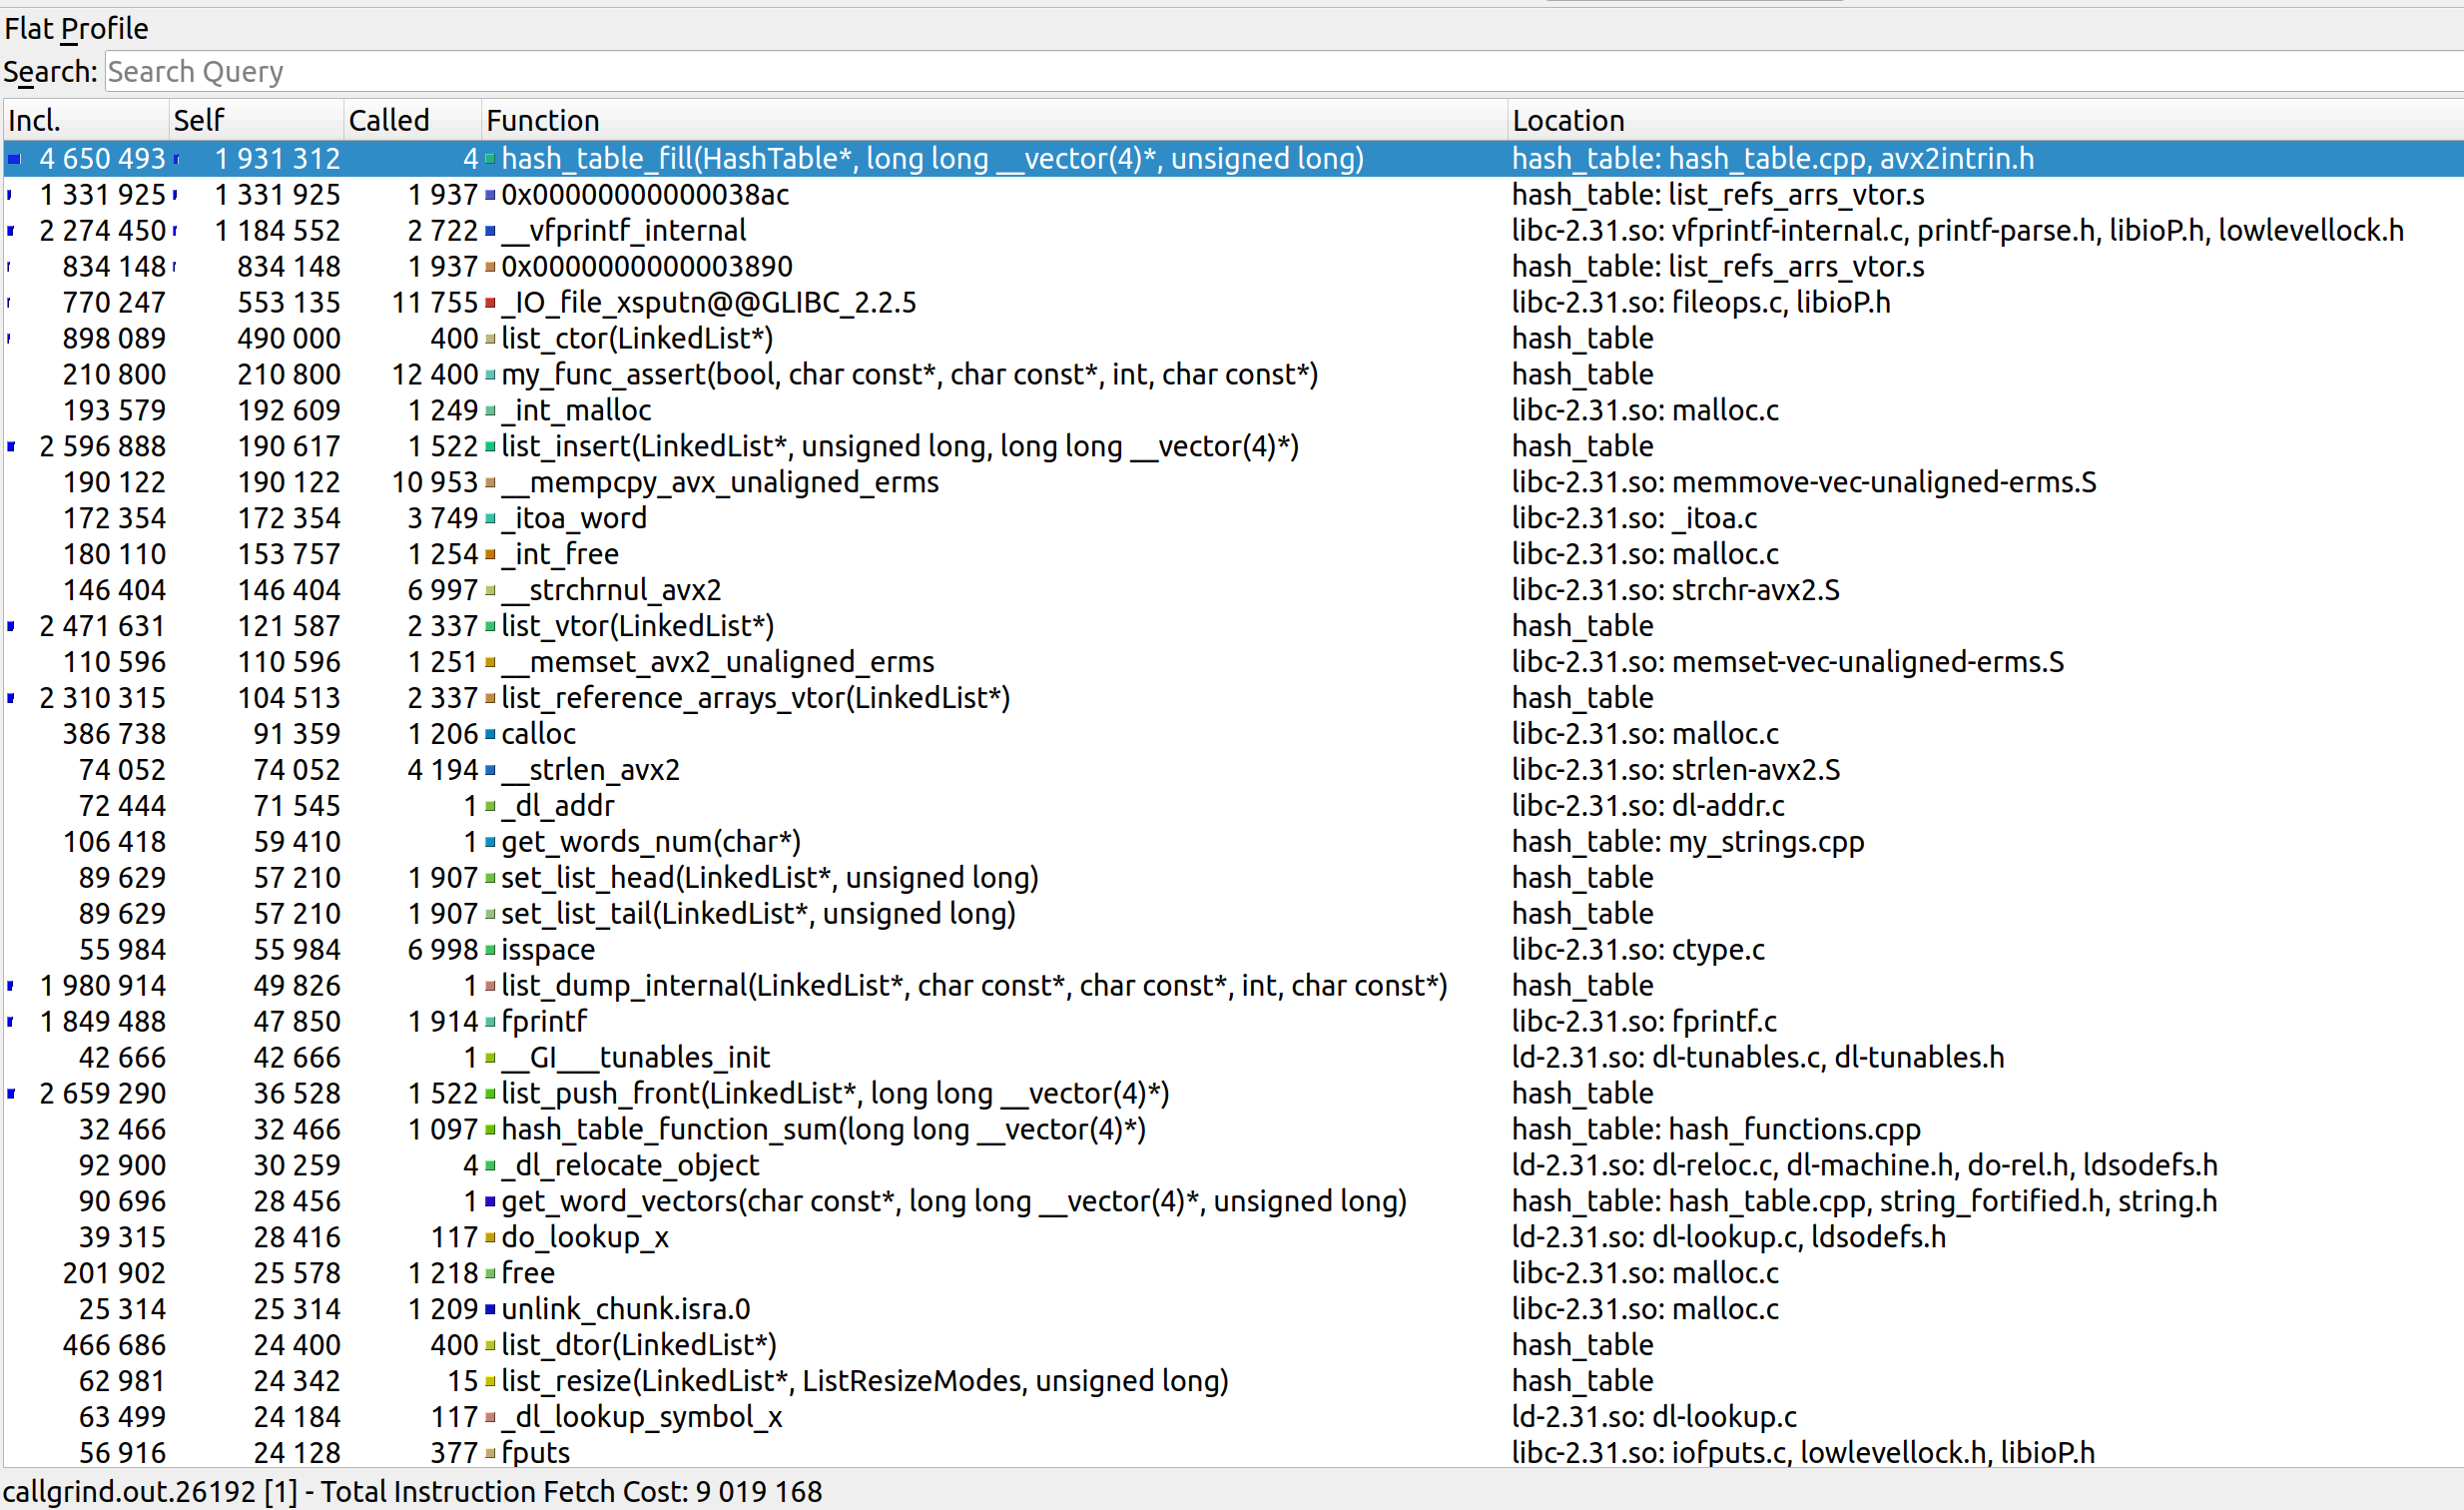 Flat Profile
Search: Search Query
Incl. Self Called Function Location
4 650 493 1 931 312 4 hash_table_fill(HashTable*, long long __vector(4)*, unsigned long) hash_table: hash_table.cpp, avx2intrin.h
1 331 925 1 331 925 1 937 0x00000000000038ac hash_table: list_refs_arrs_vtor.s
2 274 450 1 184 552 2 722 __vfprintf_internal libc-2.31.so: vfprintf-internal.c, printf-parse.h, libioP.h, lowlevellock.h
834 148 834 148 1 937 0x0000000000003890 hash_table: list_refs_arrs_vtor.s
770 247 553 135 11 755 _IO_file_xsputn@@GLIBC_2.2.5 libc-2.31.so: fileops.c, libioP.h
898 089 490 000 400 list_ctor(LinkedList*) hash_table
210 800 210 800 12 400 my_func_assert(bool, char const*, char const*, int, char const*) hash_table
193 579 192 609 1 249 _int_malloc libc-2.31.so: malloc.c
2 596 888 190 617 1 522 list_insert(LinkedList*, unsigned long, long long __vector(4)*) hash_table
190 122 190 122 10 953 __mempcpy_avx_unaligned_erms libc-2.31.so: memmove-vec-unaligned-erms.S
172 354 172 354 3 749 _itoa_word libc-2.31.so: _itoa.c
180 110 153 757 1 254 _int_free libc-2.31.so: malloc.c
146 404 146 404 6 997 __strchrnul_avx2 libc-2.31.so: strchr-avx2.S
2 471 631 121 587 2 337 list_vtor(LinkedList*) hash_table
110 596 110 596 1 251 __memset_avx2_unaligned_erms libc-2.31.so: memset-vec-unaligned-erms.S
2 310 315 104 513 2 337 list_reference_arrays_vtor(LinkedList*) hash_table
386 738 91 359 1 206 calloc libc-2.31.so: malloc.c
74 052 74 052 4 194 __strlen_avx2 libc-2.31.so: strlen-avx2.S
72 444 71 545 1 _dl_addr libc-2.31.so: dl-addr.c
106 418 59 410 1 get_words_num(char*) hash_table: my_strings.cpp
89 629 57 210 1 907 set_list_head(LinkedList*, unsigned long) hash_table
89 629 57 210 1 907 set_list_tail(LinkedList*, unsigned long) hash_table
55 984 55 984 6 998 isspace libc-2.31.so: ctype.c
1 980 914 49 826 1 list_dump_internal(LinkedList*, char const*, char const*, int, char const*) hash_table
1 849 488 47 850 1 914 fprintf libc-2.31.so: fprintf.c
42 666 42 666 1 __GI___tunables_init ld-2.31.so: dl-tunables.c, dl-tunables.h
2 659 290 36 528 1 522 list_push_front(LinkedList*, long long __vector(4)*) hash_table
32 466 32 466 1 097 hash_table_function_sum(long long __vector(4)*) hash_table: hash_functions.cpp
92 900 30 259 4 _dl_relocate_object ld-2.31.so: dl-reloc.c, dl-machine.h, do-rel.h, ldsodefs.h
90 696 28 456 1 get_word_vectors(char const*, long long __vector(4)*, unsigned long) hash_table: hash_table.cpp, string_fortified.h, string.h
39 315 28 416 117 do_lookup_x ld-2.31.so: dl-lookup.c, ldsodefs.h
201 902 25 578 1 218 free libc-2.31.so: malloc.c
25 314 25 314 1 209 unlink_chunk.isra.0 libc-2.31.so: malloc.c
466 686 24 400 400 list_dtor(LinkedList*) hash_table
62 981 24 342 15 list_resize(LinkedList*, ListResizeModes, unsigned long) hash_table
63 499 24 184 117 _dl_lookup_symbol_x ld-2.31.so: dl-lookup.c
56 916 24 128 377 fputs libc-2.31.so: iofputs.c, lowlevellock.h, libioP.h
callgrind.out.26192 [1] - Total Instruction Fetch Cost: 9 019 168